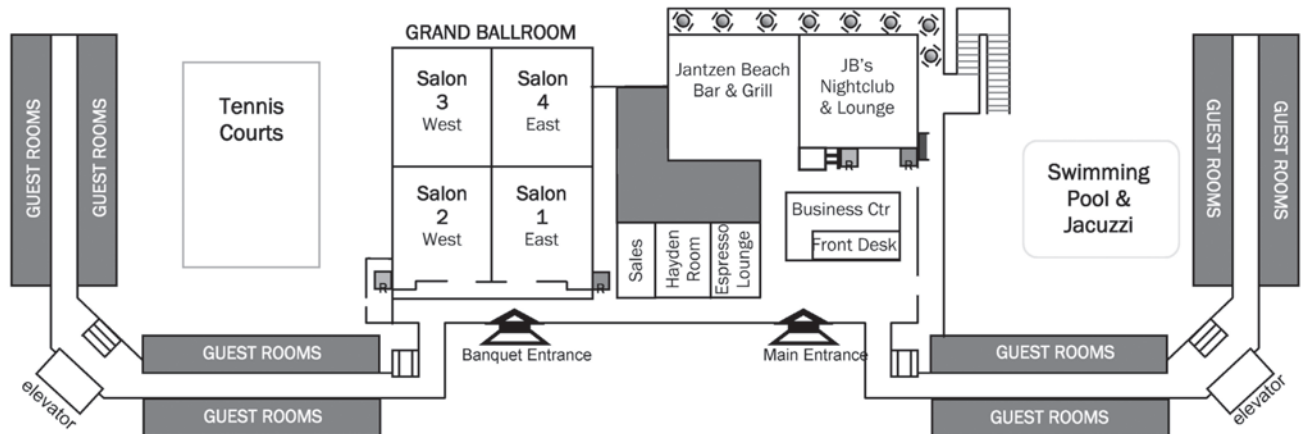 GRAND BALLROOM
GUEST ROOMS
GUEST ROOMS
Tennis
Courts
Salon
3
West
Salon
4
East
Salon
2
West
Salon
1
East
Jantzen Beach
Bar & Grill
JB's
Nightclub
& Lounge
R
R
Business Ctr
Front Desk
Sales
Hayden
Room
Espresso
Lounge
R
R
Swimming
Pool &
Jacuzzi
GUEST ROOMS
GUEST ROOMS
GUEST ROOMS
Banquet Entrance
Main Entrance
GUEST ROOMS
elevator
GUEST ROOMS
GUEST ROOMS
elevator